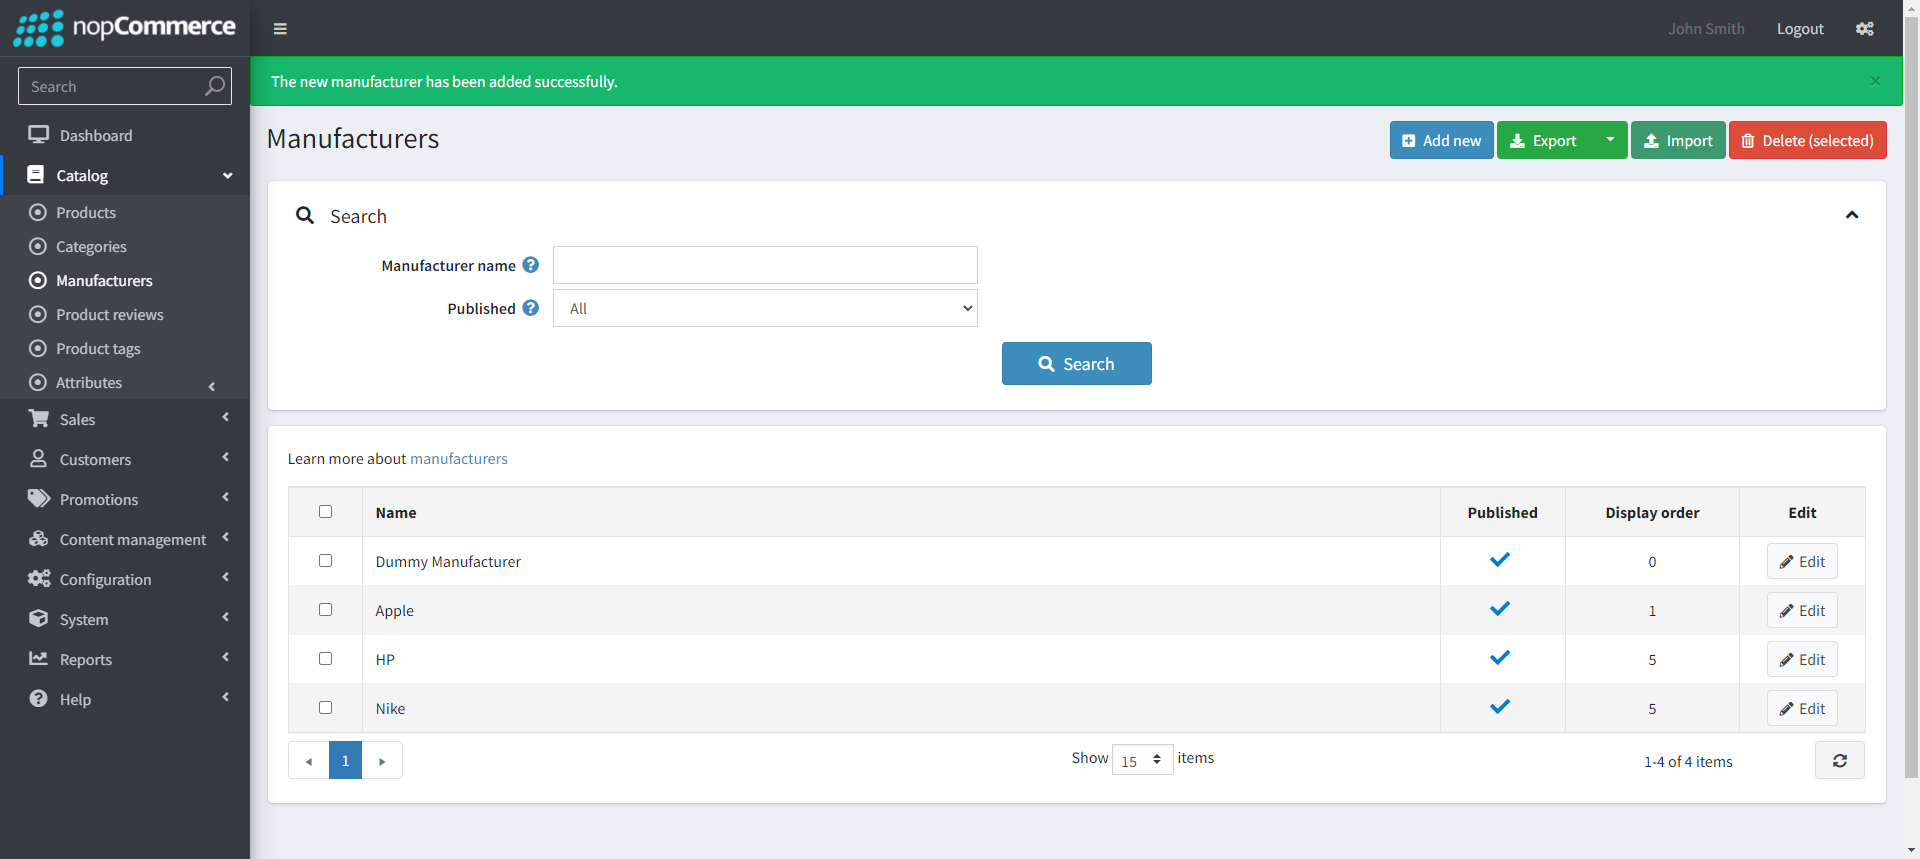 nopCommerce
John Smith
Logout
Search
The new manufacturer has been added successfully.
×
Dashboard
Catalog
Products
Categories
Manufacturers
Product reviews
Product tags
Attributes
Sales
Customers
Promotions
Content management
Configuration
System
Reports
Help
Manufacturers
Add new
Export
Import
Delete (selected)
Search
Manufacturer name
Published
All
Search
Learn more about manufacturers
Name Published Display order Edit
Dummy Manufacturer 0 Edit
Apple 1 Edit
HP 5 Edit
Nike 5 Edit
1
Show 15 items
1-4 of 4 items